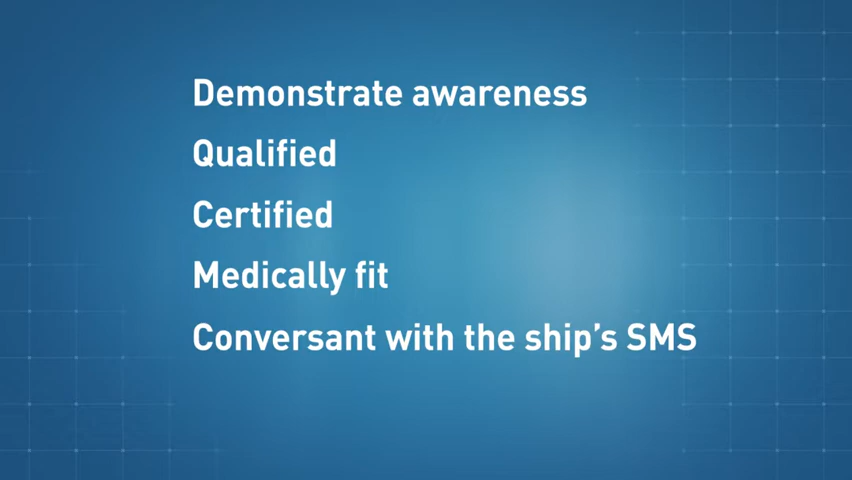 Demonstrate awareness
Qualified
Certified
Medically fit
Conversant with the ship's SMS